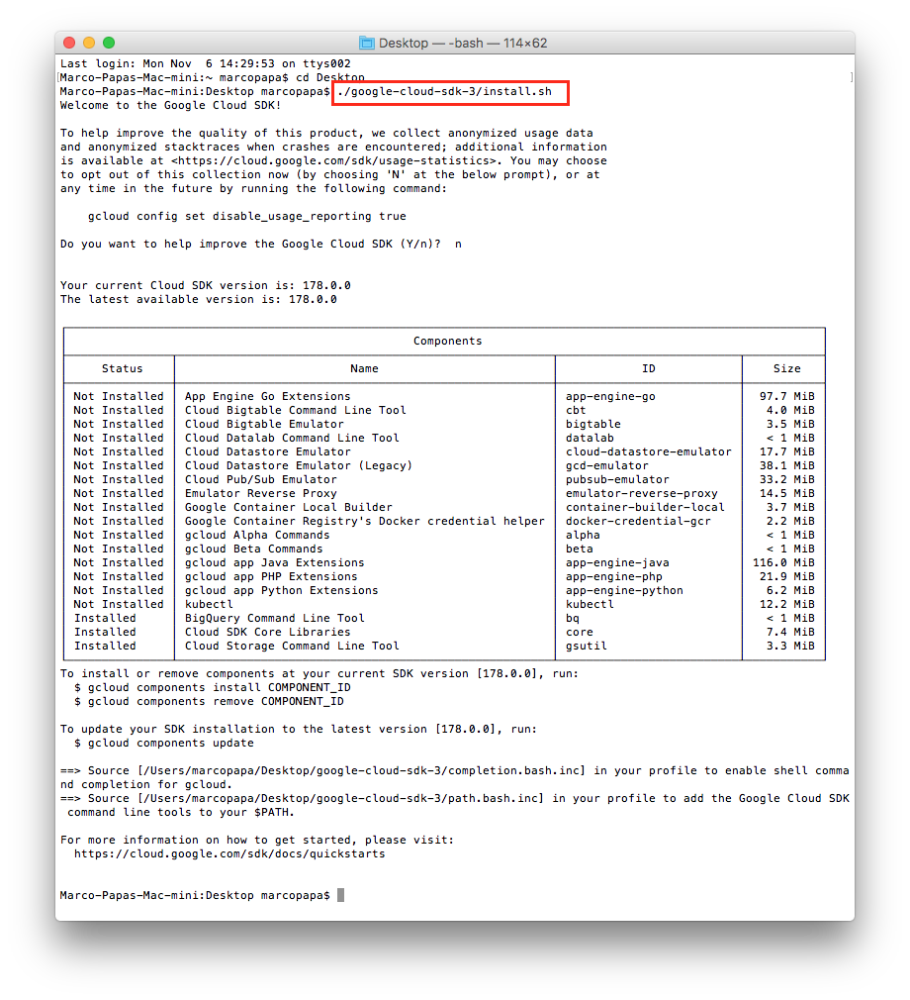 Desktop — -bash — 114×62
Last login: Mon Nov  6 14:29:53 on ttys002
[Marco-Papas-Mac-mini:~ marcopapa$ cd Desktop ]
Marco-Papas-Mac-mini:Desktop marcopapa$ ./google-cloud-sdk-3/install.sh
Welcome to the Google Cloud SDK!
To help improve the quality of this product, we collect anonymized usage data
and anonymized stacktraces when crashes are encountered; additional information
is available at <https://cloud.google.com/sdk/usage-statistics>. You may choose
to opt out of this collection now (by choosing 'N' at the below prompt), or at
any time in the future by running the following command:
gcloud config set disable_usage_reporting true
Do you want to help improve the Google Cloud SDK (Y/n)?  n
Your current Cloud SDK version is: 178.0.0
The latest available version is: 178.0.0
Components
Status Name ID Size
Not Installed App Engine Go Extensions app-engine-go 97.7 MiB
Not Installed Cloud Bigtable Command Line Tool cbt 4.0 MiB
Not Installed Cloud Bigtable Emulator bigtable 3.5 MiB
Not Installed Cloud Datalab Command Line Tool datalab < 1 MiB
Not Installed Cloud Datastore Emulator cloud-datastore-emulator 17.7 MiB
Not Installed Cloud Datastore Emulator (Legacy) gcd-emulator 38.1 MiB
Not Installed Cloud Pub/Sub Emulator pubsub-emulator 33.2 MiB
Not Installed Emulator Reverse Proxy emulator-reverse-proxy 14.5 MiB
Not Installed Google Container Local Builder container-builder-local 3.7 MiB
Not Installed Google Container Registry's Docker credential helper docker-credential-gcr 2.2 MiB
Not Installed gcloud Alpha Commands alpha < 1 MiB
Not Installed gcloud Beta Commands beta < 1 MiB
Not Installed gcloud app Java Extensions app-engine-java 116.0 MiB
Not Installed gcloud app PHP Extensions app-engine-php 21.9 MiB
Not Installed gcloud app Python Extensions app-engine-python 6.2 MiB
Not Installed kubectl kubectl 12.2 MiB
Installed BigQuery Command Line Tool bq < 1 MiB
Installed Cloud SDK Core Libraries core 7.4 MiB
Installed Cloud Storage Command Line Tool gsutil 3.3 MiB
To install or remove components at your current SDK version [178.0.0], run:
$ gcloud components install COMPONENT_ID
$ gcloud components remove COMPONENT_ID
To update your SDK installation to the latest version [178.0.0], run:
$ gcloud components update
==> Source [/Users/marcopapa/Desktop/google-cloud-sdk-3/completion.bash.inc] in your profile to enable shell comma
nd completion for gcloud.
==> Source [/Users/marcopapa/Desktop/google-cloud-sdk-3/path.bash.inc] in your profile to add the Google Cloud SDK
command line tools to your $PATH.
For more information on how to get started, please visit:
https://cloud.google.com/sdk/docs/quickstarts
Marco-Papas-Mac-mini:Desktop marcopapa$